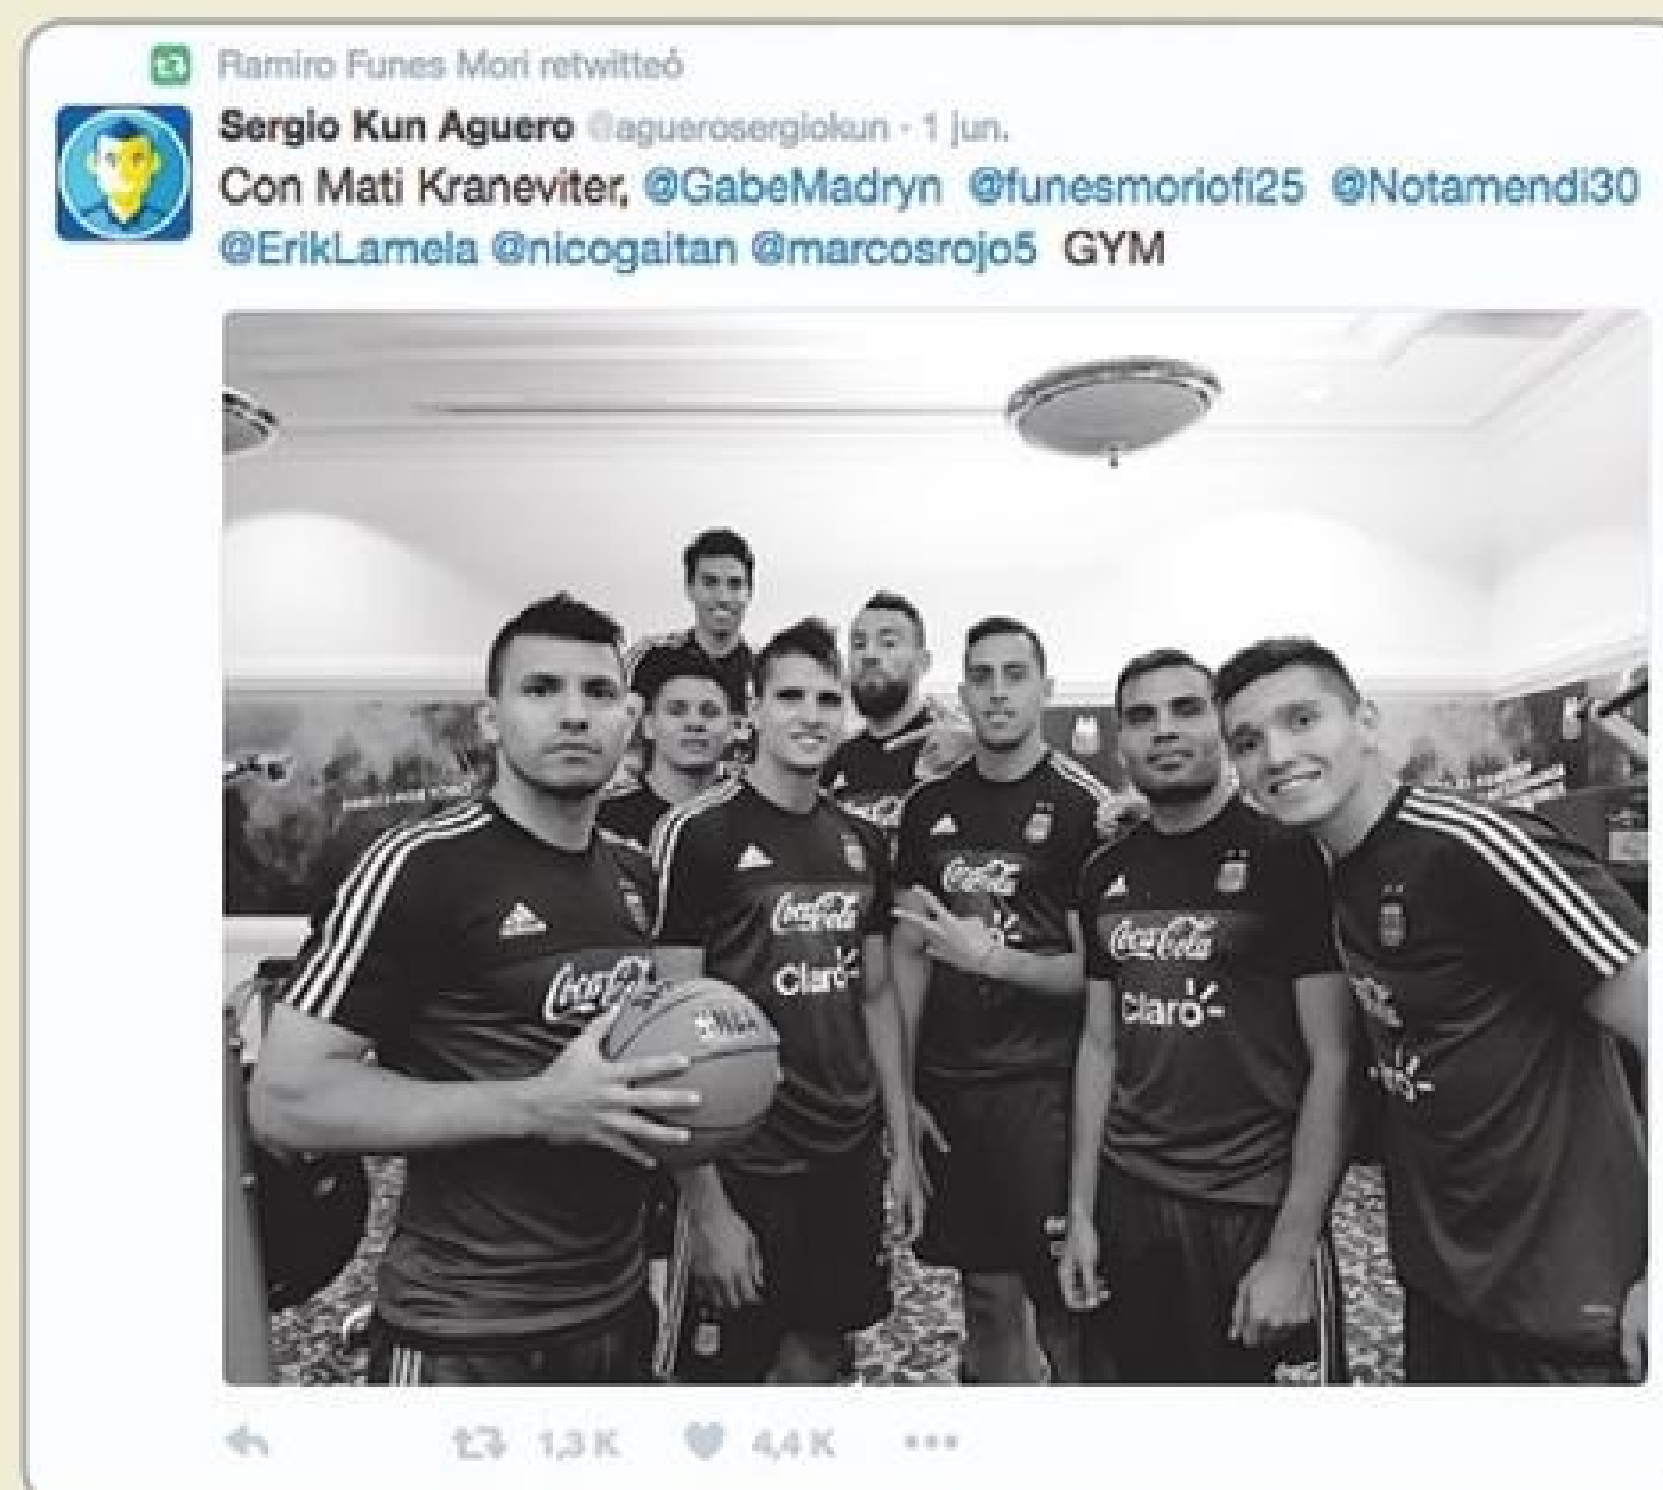 Ramiro Funes Mori retwitteó
Sergio Kun Aguero @aguerosergiokun · 1 jun.
Con Mati Kraneviter, @GabeMadryn @funesmoriofi25 @Notamendi30
@ErikLamela @nicogaitan @marcosrojo5 GYM
Coca-Cola
Coca-Cola
Coca-Cola
Coca-Cola
Claro
Claro
NBA
1,3 K 4,4 K